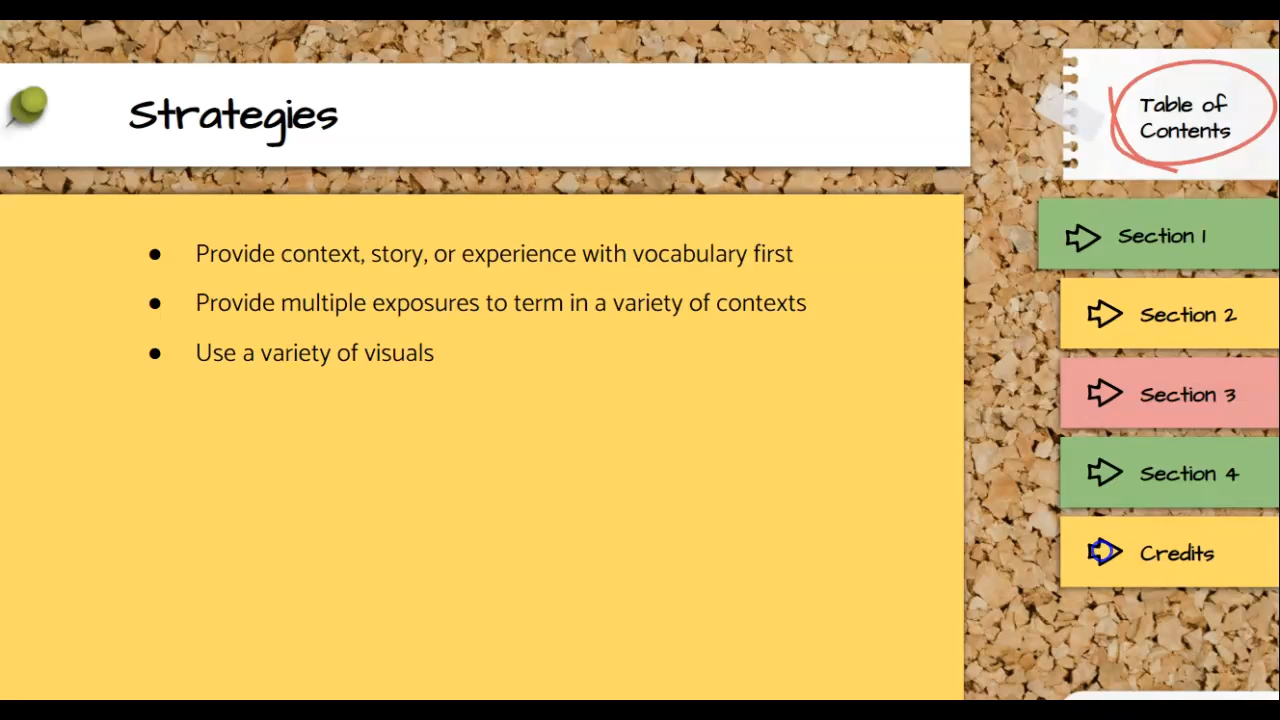 Strategies
● Provide context, story, or experience with vocabulary first
● Provide multiple exposures to term in a variety of contexts
● Use a variety of visuals
Table of
Contents
Section 1
Section 2
Section 3
Section 4
Credits